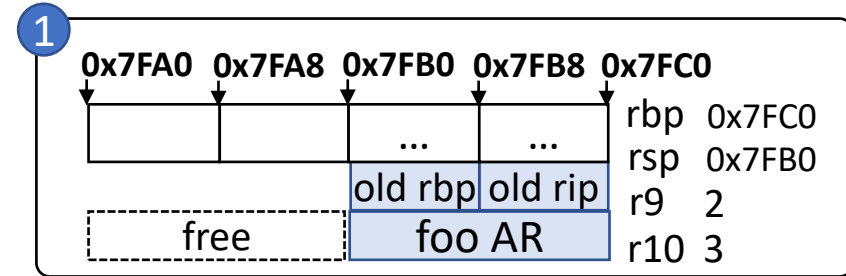 1
0x7FA0 0x7FA8 0x7FB0 0x7FB8 0x7FC0
rbp 0x7FC0
... ...
rsp 0x7FB0
old rbp old rip
r9 2
free foo AR
r10 3